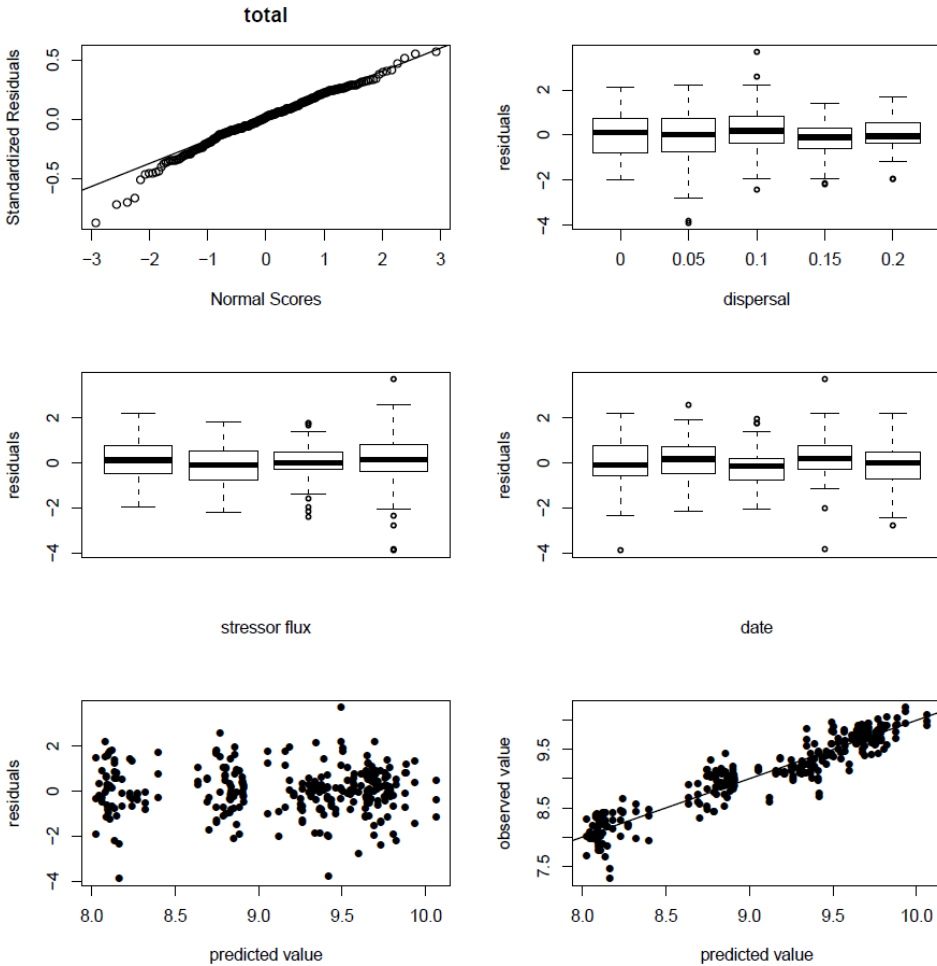 total
Standardized Residuals
0.5
0.0
−0.5
−3 −2 −1 0 1 2 3
Normal Scores
residuals
2
0
−2
−4
0 0.05 0.1 0.15 0.2
dispersal
residuals
2
0
−2
−4
stressor flux
residuals
2
0
−2
−4
date
residuals
2
0
−2
−4
8.0 8.5 9.0 9.5 10.0
predicted value
observed value
9.5
8.5
7.5
8.0 8.5 9.0 9.5 10.0
predicted value